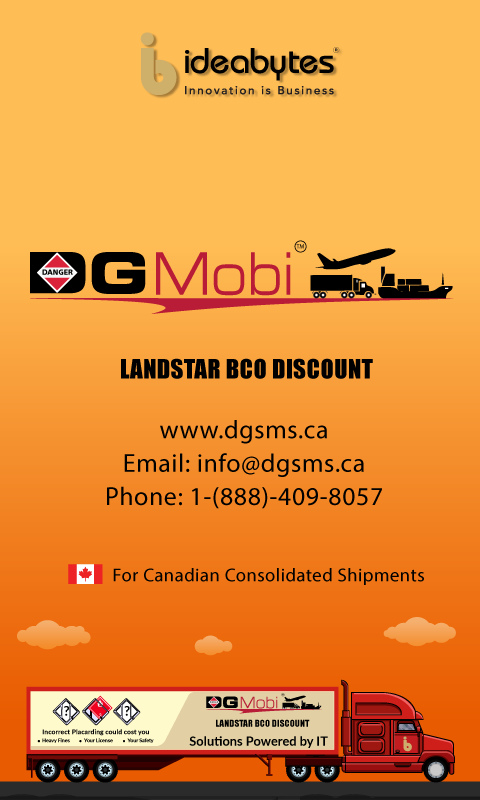 ideabytes®
Innovation is Business
DANGER
DGMobi™
LANDSTAR BCO DISCOUNT
www.dgsms.ca
Email: info@dgsms.ca
Phone: 1-(888)-409-8057
For Canadian Consolidated Shipments
? ?
Incorrect Placarding could cost you
• Heavy Fines • Your License • Your Safety
DGMobi
LANDSTAR BCO DISCOUNT
Solutions Powered by IT